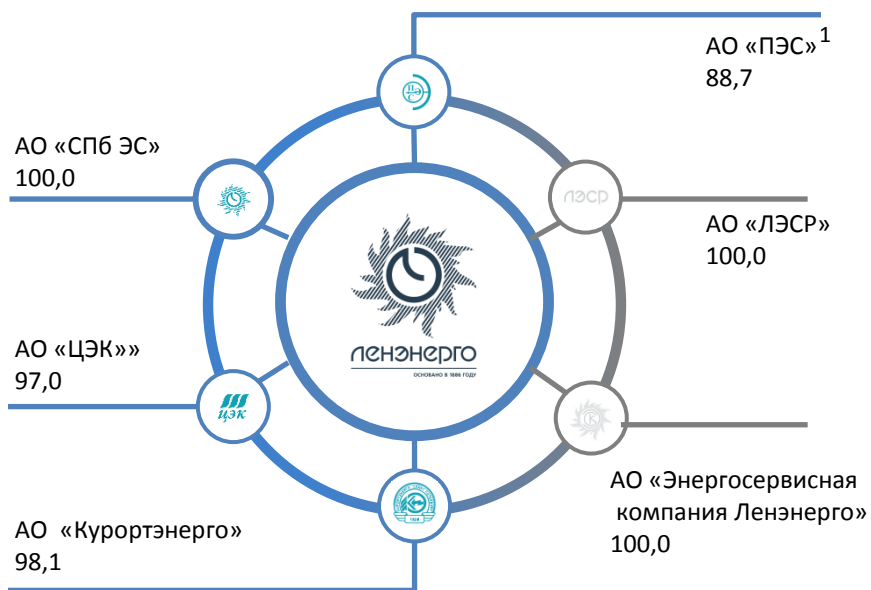 АО «ПЭС»1
88,7
АО «СПб ЭС»
100,0
ЛЭСР
АО «ЛЭСР»
100,0
ленэнерго
ОСНОВАНО В 1886 ГОДУ
АО «ЦЭК»»
97,0
ЦЭК
АО «Энергосервисная
компания Ленэнерго»
100,0
АО «Курортэнерго»
98,1